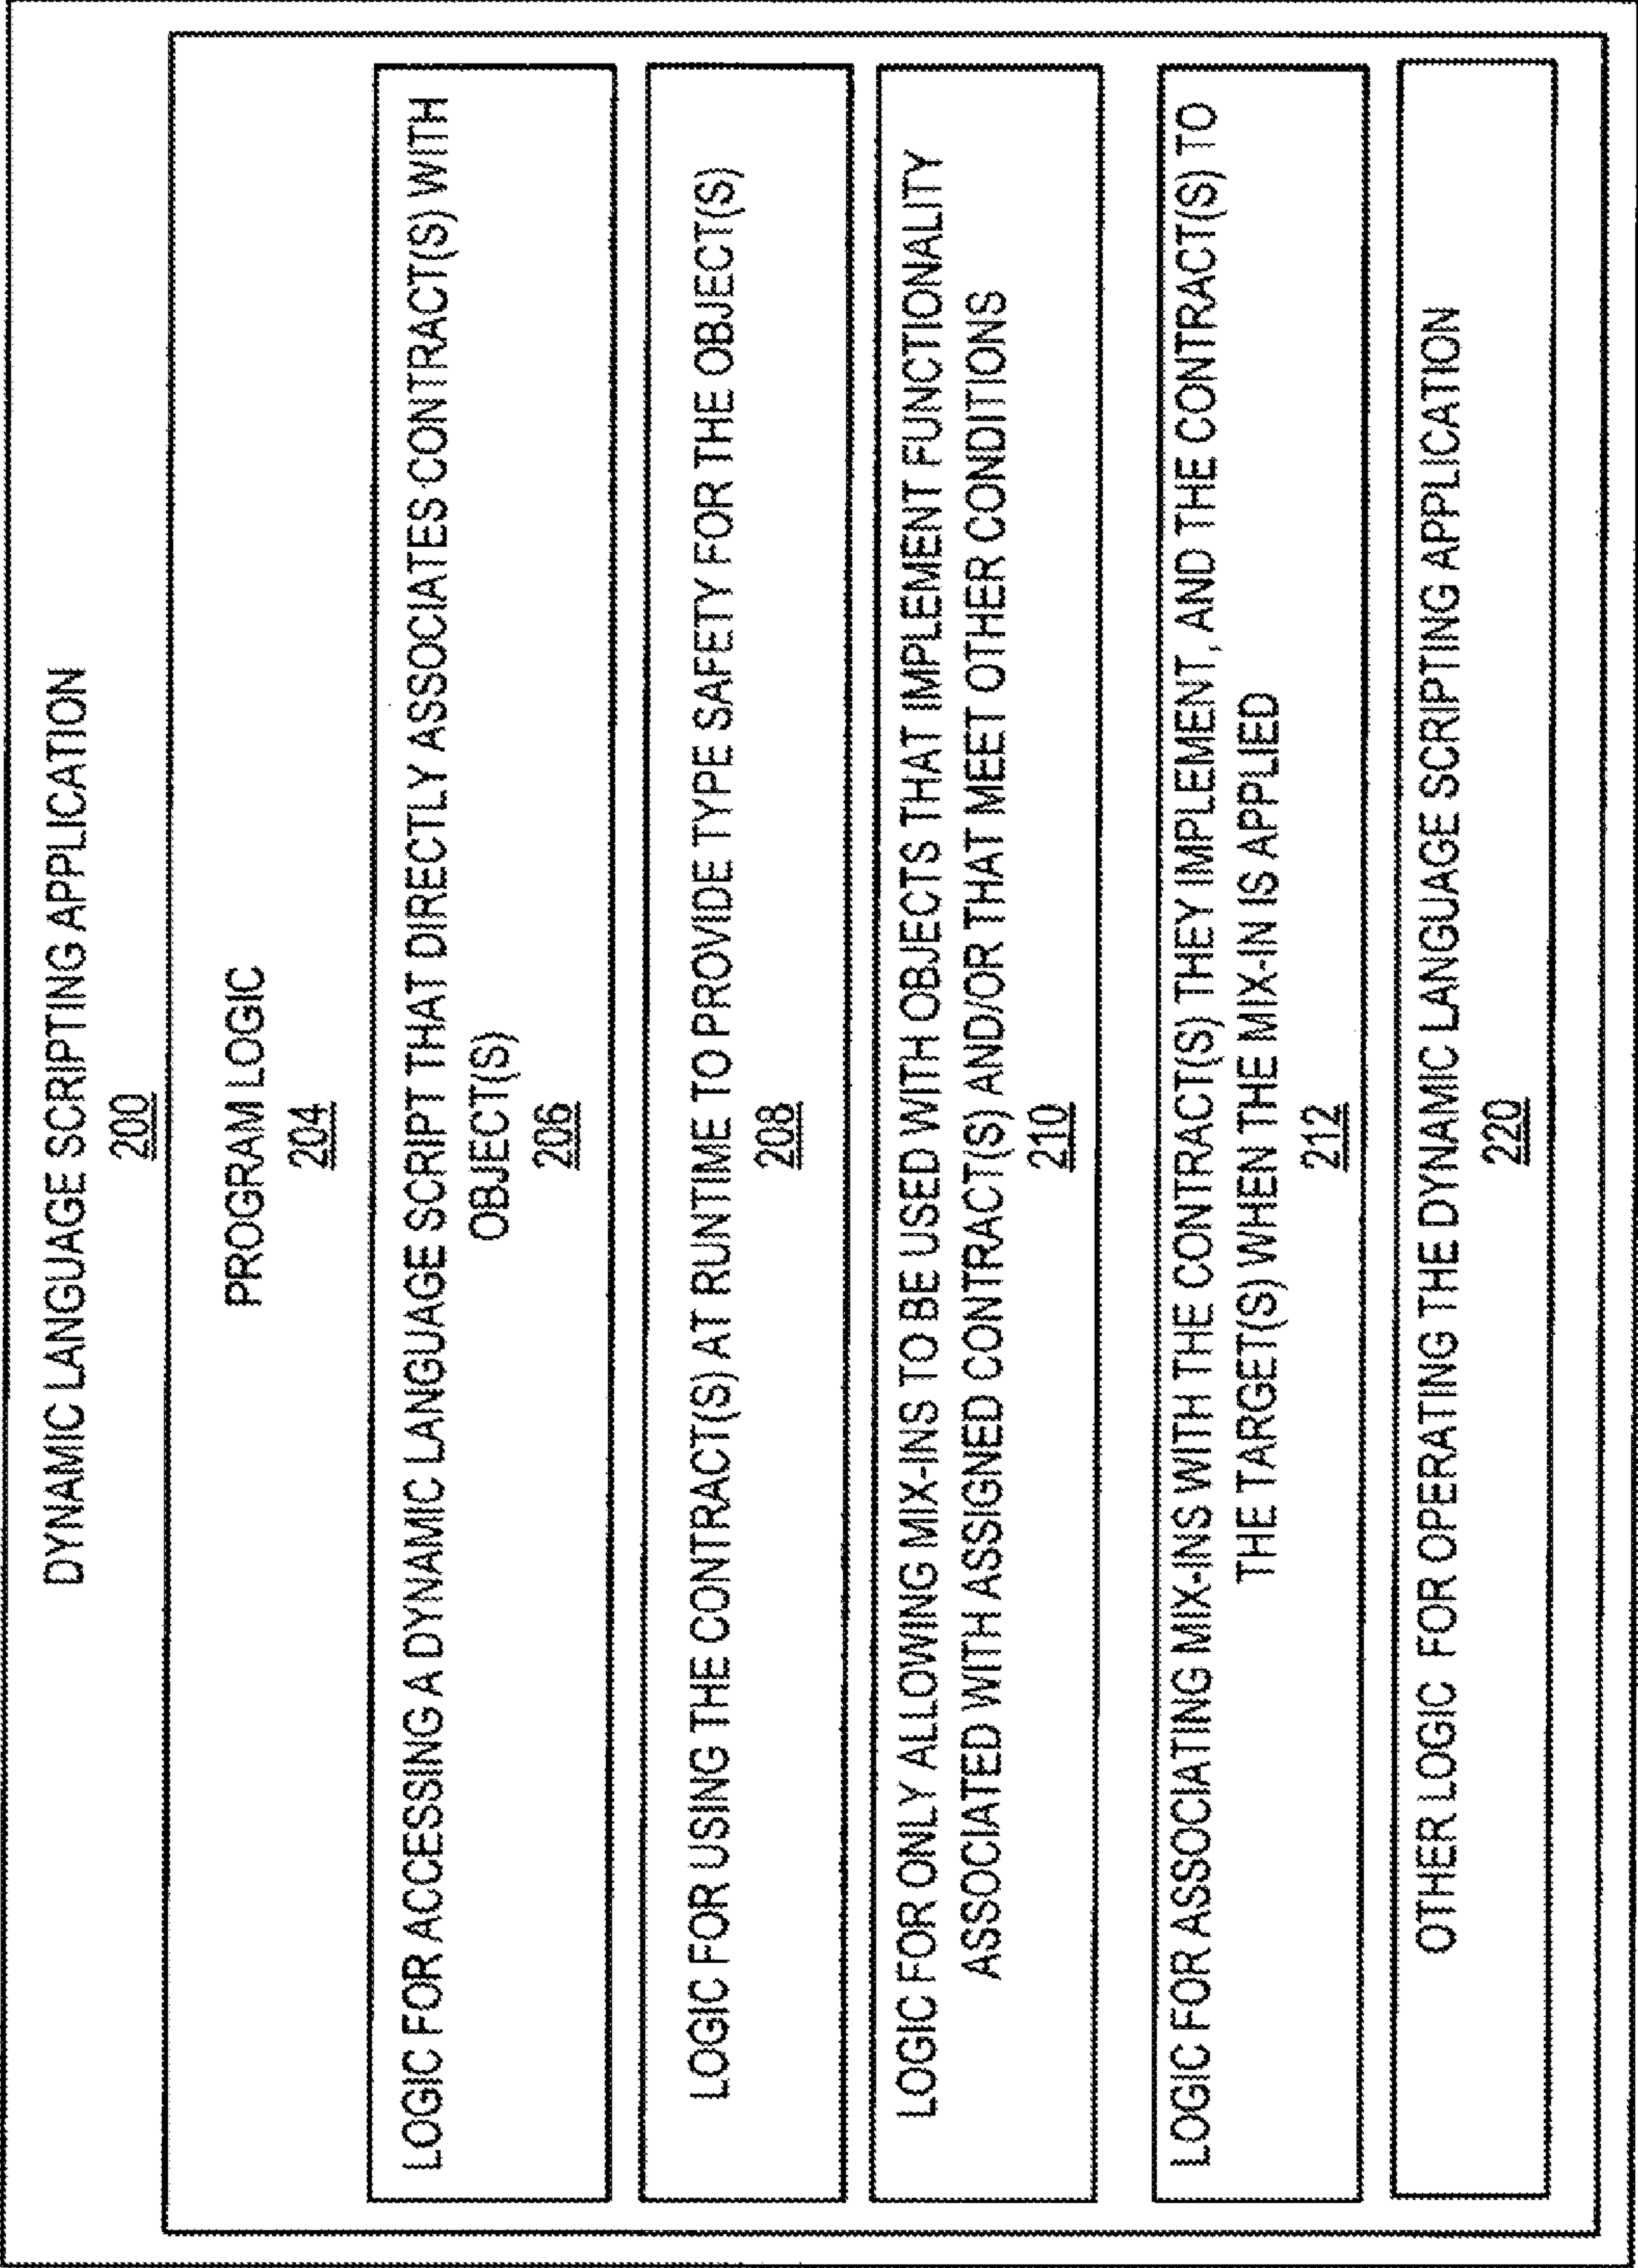 DYNAMIC LANGUAGE SCRIPTING APPLICATION
200
PROGRAM LOGIC
204
LOGIC FOR ACCESSING A DYNAMIC LANGUAGE SCRIPT THAT DIRECTLY ASSOCIATES CONTRACT(S) WITH
OBJECT(S)
206
LOGIC FOR USING THE CONTRACT(S) AT RUNTIME TO PROVIDE TYPE SAFETY FOR THE OBJECT(S)
208
LOGIC FOR ONLY ALLOWING MIX-INS TO BE USED WITH OBJECTS THAT IMPLEMENT FUNCTIONALITY
ASSOCIATED WITH ASSIGNED CONTRACT(S) AND/OR THAT MEET OTHER CONDITIONS
210
LOGIC FOR ASSOCIATING MIX-INS WITH THE CONTRACT(S) THEY IMPLEMENT, AND THE CONTRACT(S) TO
THE TARGET(S) WHEN THE MIX-IN IS APPLIED
212
OTHER LOGIC FOR OPERATING THE DYNAMIC LANGUAGE SCRIPTING APPLICATION
220